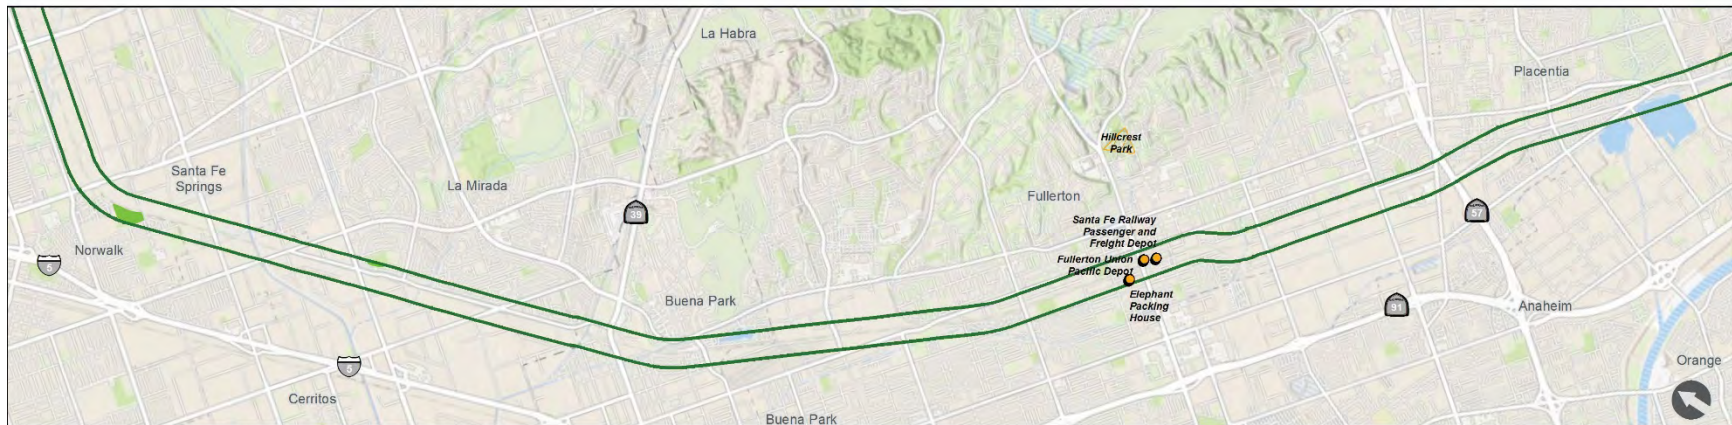 La Habra
Placentia
Hillcrest
Park
Santa Fe
Springs
La Mirada
Fullerton
39
57
Santa Fe Railway
Passenger and
Freight Depot
Norwalk
5
Fullerton Union
Pacific Depot
Buena Park
Elephant
Packing
House
91
Anaheim
5
Orange
Cerritos
Buena Park